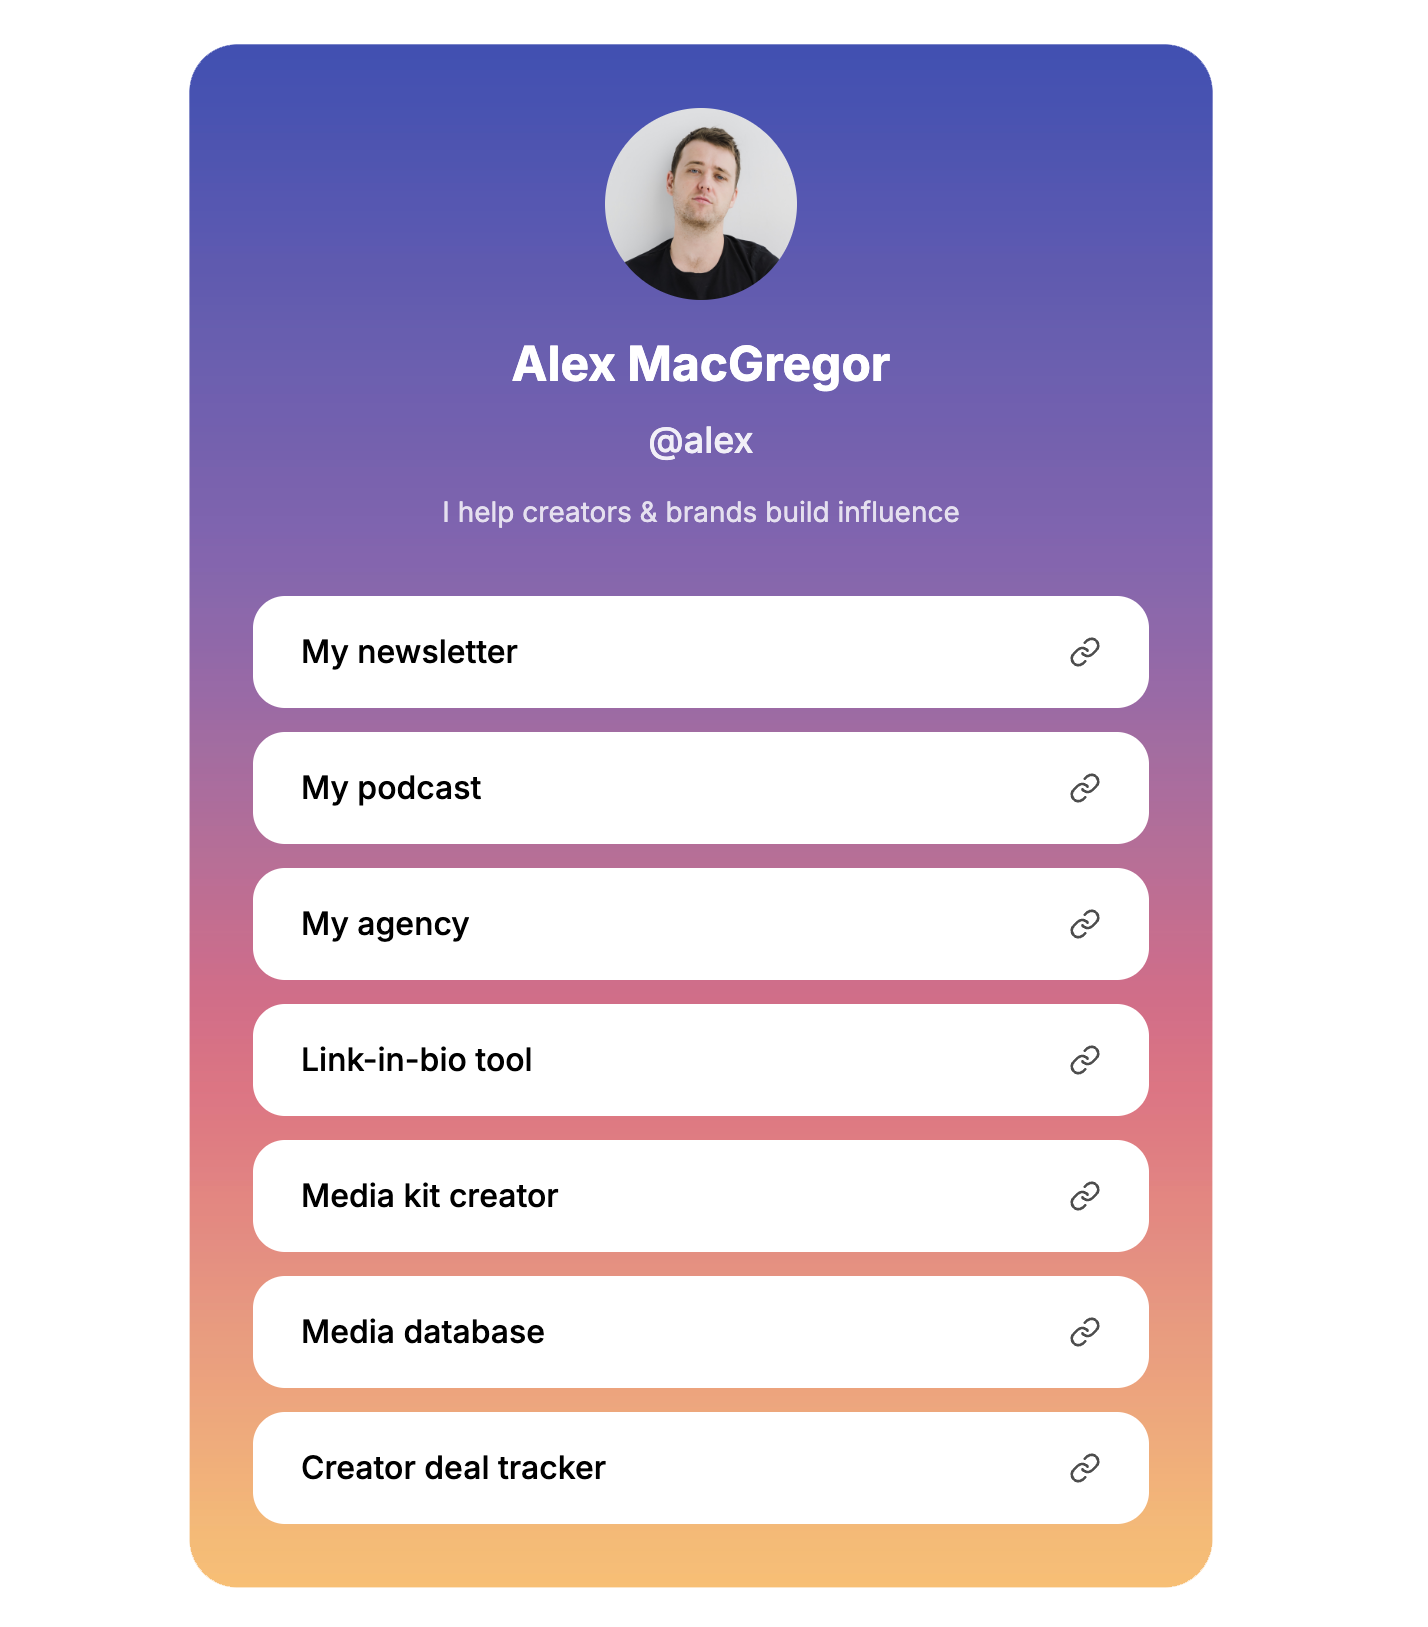 Alex MacGregor
@alex
I help creators & brands build influence
My newsletter
My podcast
My agency
Link-in-bio tool
Media kit creator
Media database
Creator deal tracker